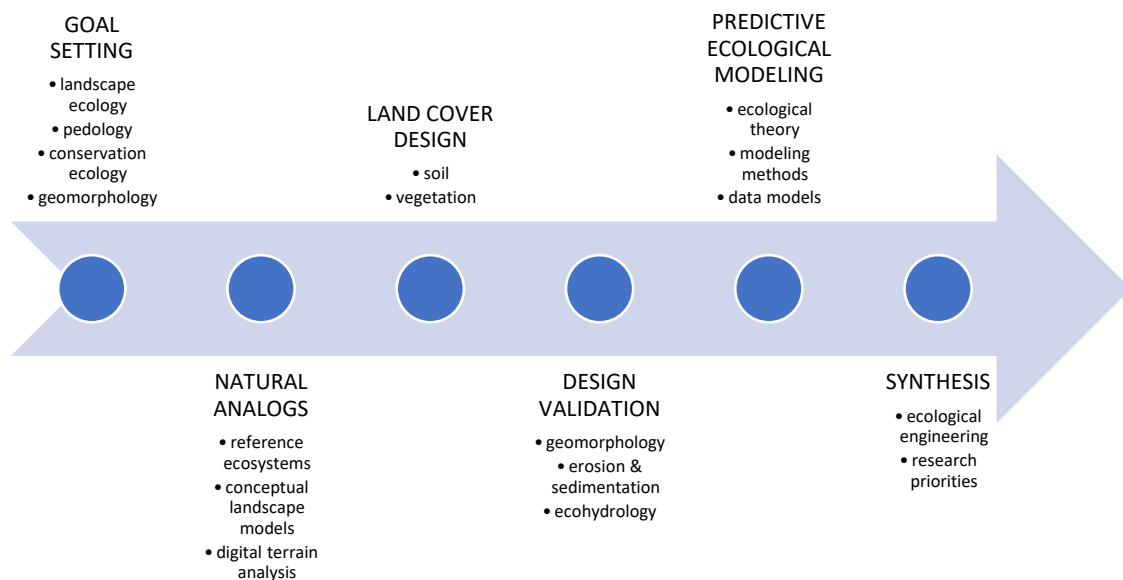 GOAL
SETTING
• landscape
ecology
• pedology
• conservation
ecology
• geomorphology
NATURAL
ANALOGS
• reference
ecosystems
• conceptual
landscape
models
• digital terrain
analysis
LAND COVER
DESIGN
• soil
• vegetation
DESIGN
VALIDATION
• geomorphology
• erosion &
sedimentation
• ecohydrology
PREDICTIVE
ECOLOGICAL
MODELING
• ecological
theory
• modeling
methods
• data models
SYNTHESIS
• ecological
engineering
• research
priorities